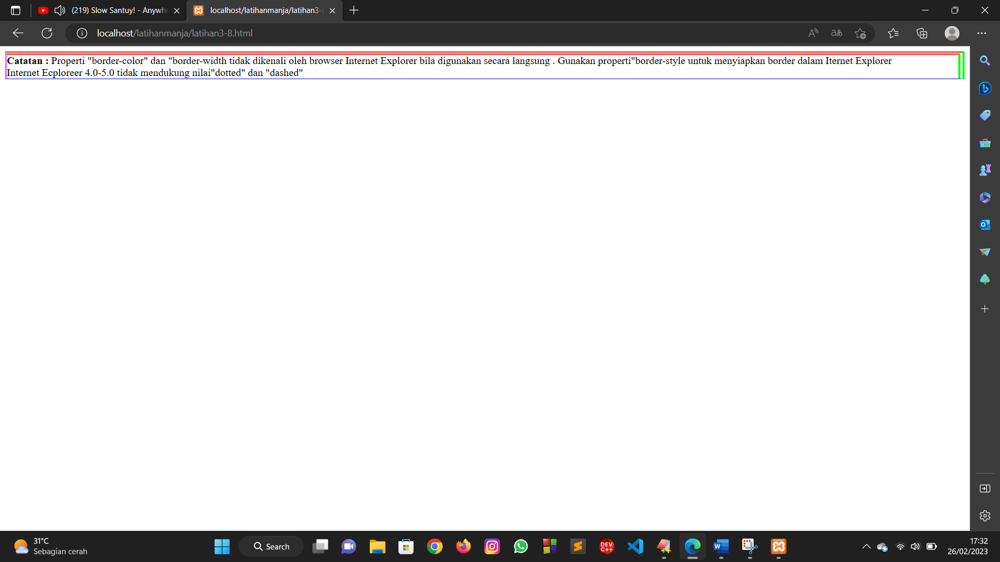 (219) Slow Santuy! - Anywh
localhost/latihanmanja/latihan3-
localhost/latihanmanja/latihan3-8.html
Catatan : Properti "border-color" dan "border-width tidak dikenali oleh browser Internet Explorer bila digunakan secara langsung . Gunakan properti"border-style untuk menyiapkan border dalam Iternet Explorer
Internet Ecploreer 4.0-5.0 tidak mendukung nilai"dotted" dan "dashed"
31°C
Sebagian cerah
Search
DEV
C++
17:32
26/02/2023